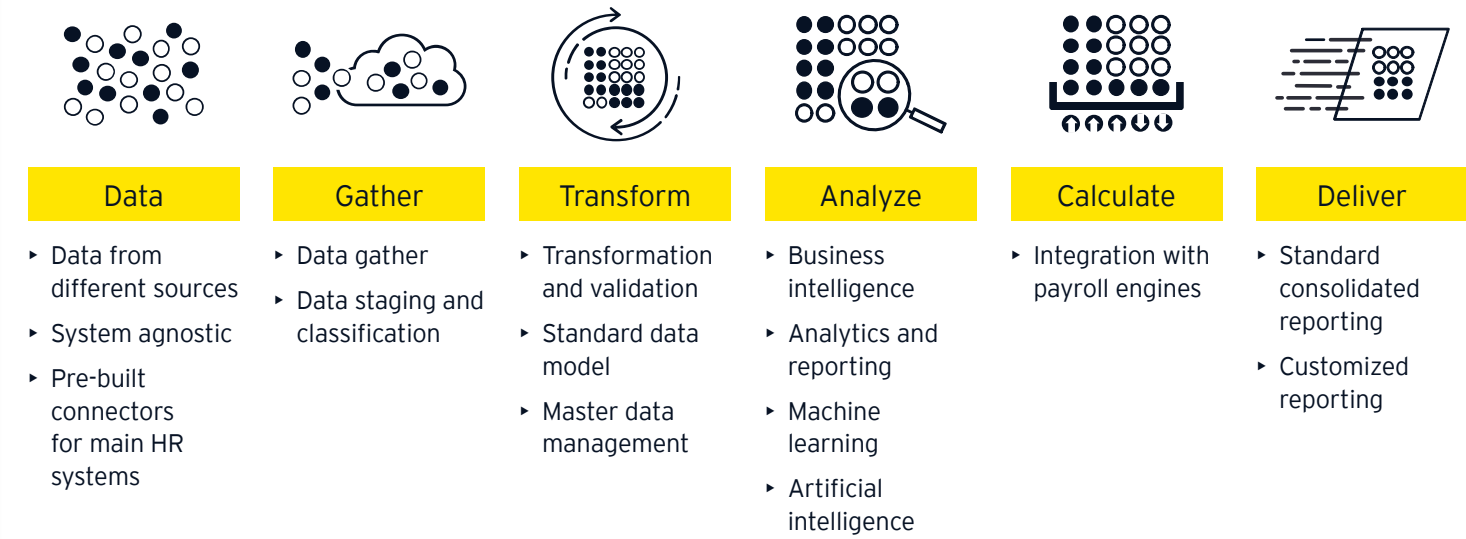 Data
▸ Data from
different sources
▸ System agnostic
▸ Pre-built
connectors
for main HR
systems
Gather
▸ Data gather
▸ Data staging and
classification
Transform
▸ Transformation
and validation
▸ Standard data
model
▸ Master data
management
Analyze
▸ Business
intelligence
▸ Analytics and
reporting
▸ Machine
learning
▸ Artificial
intelligence
Calculate
▸ Integration with
payroll engines
Deliver
▸ Standard
consolidated
reporting
▸ Customized
reporting